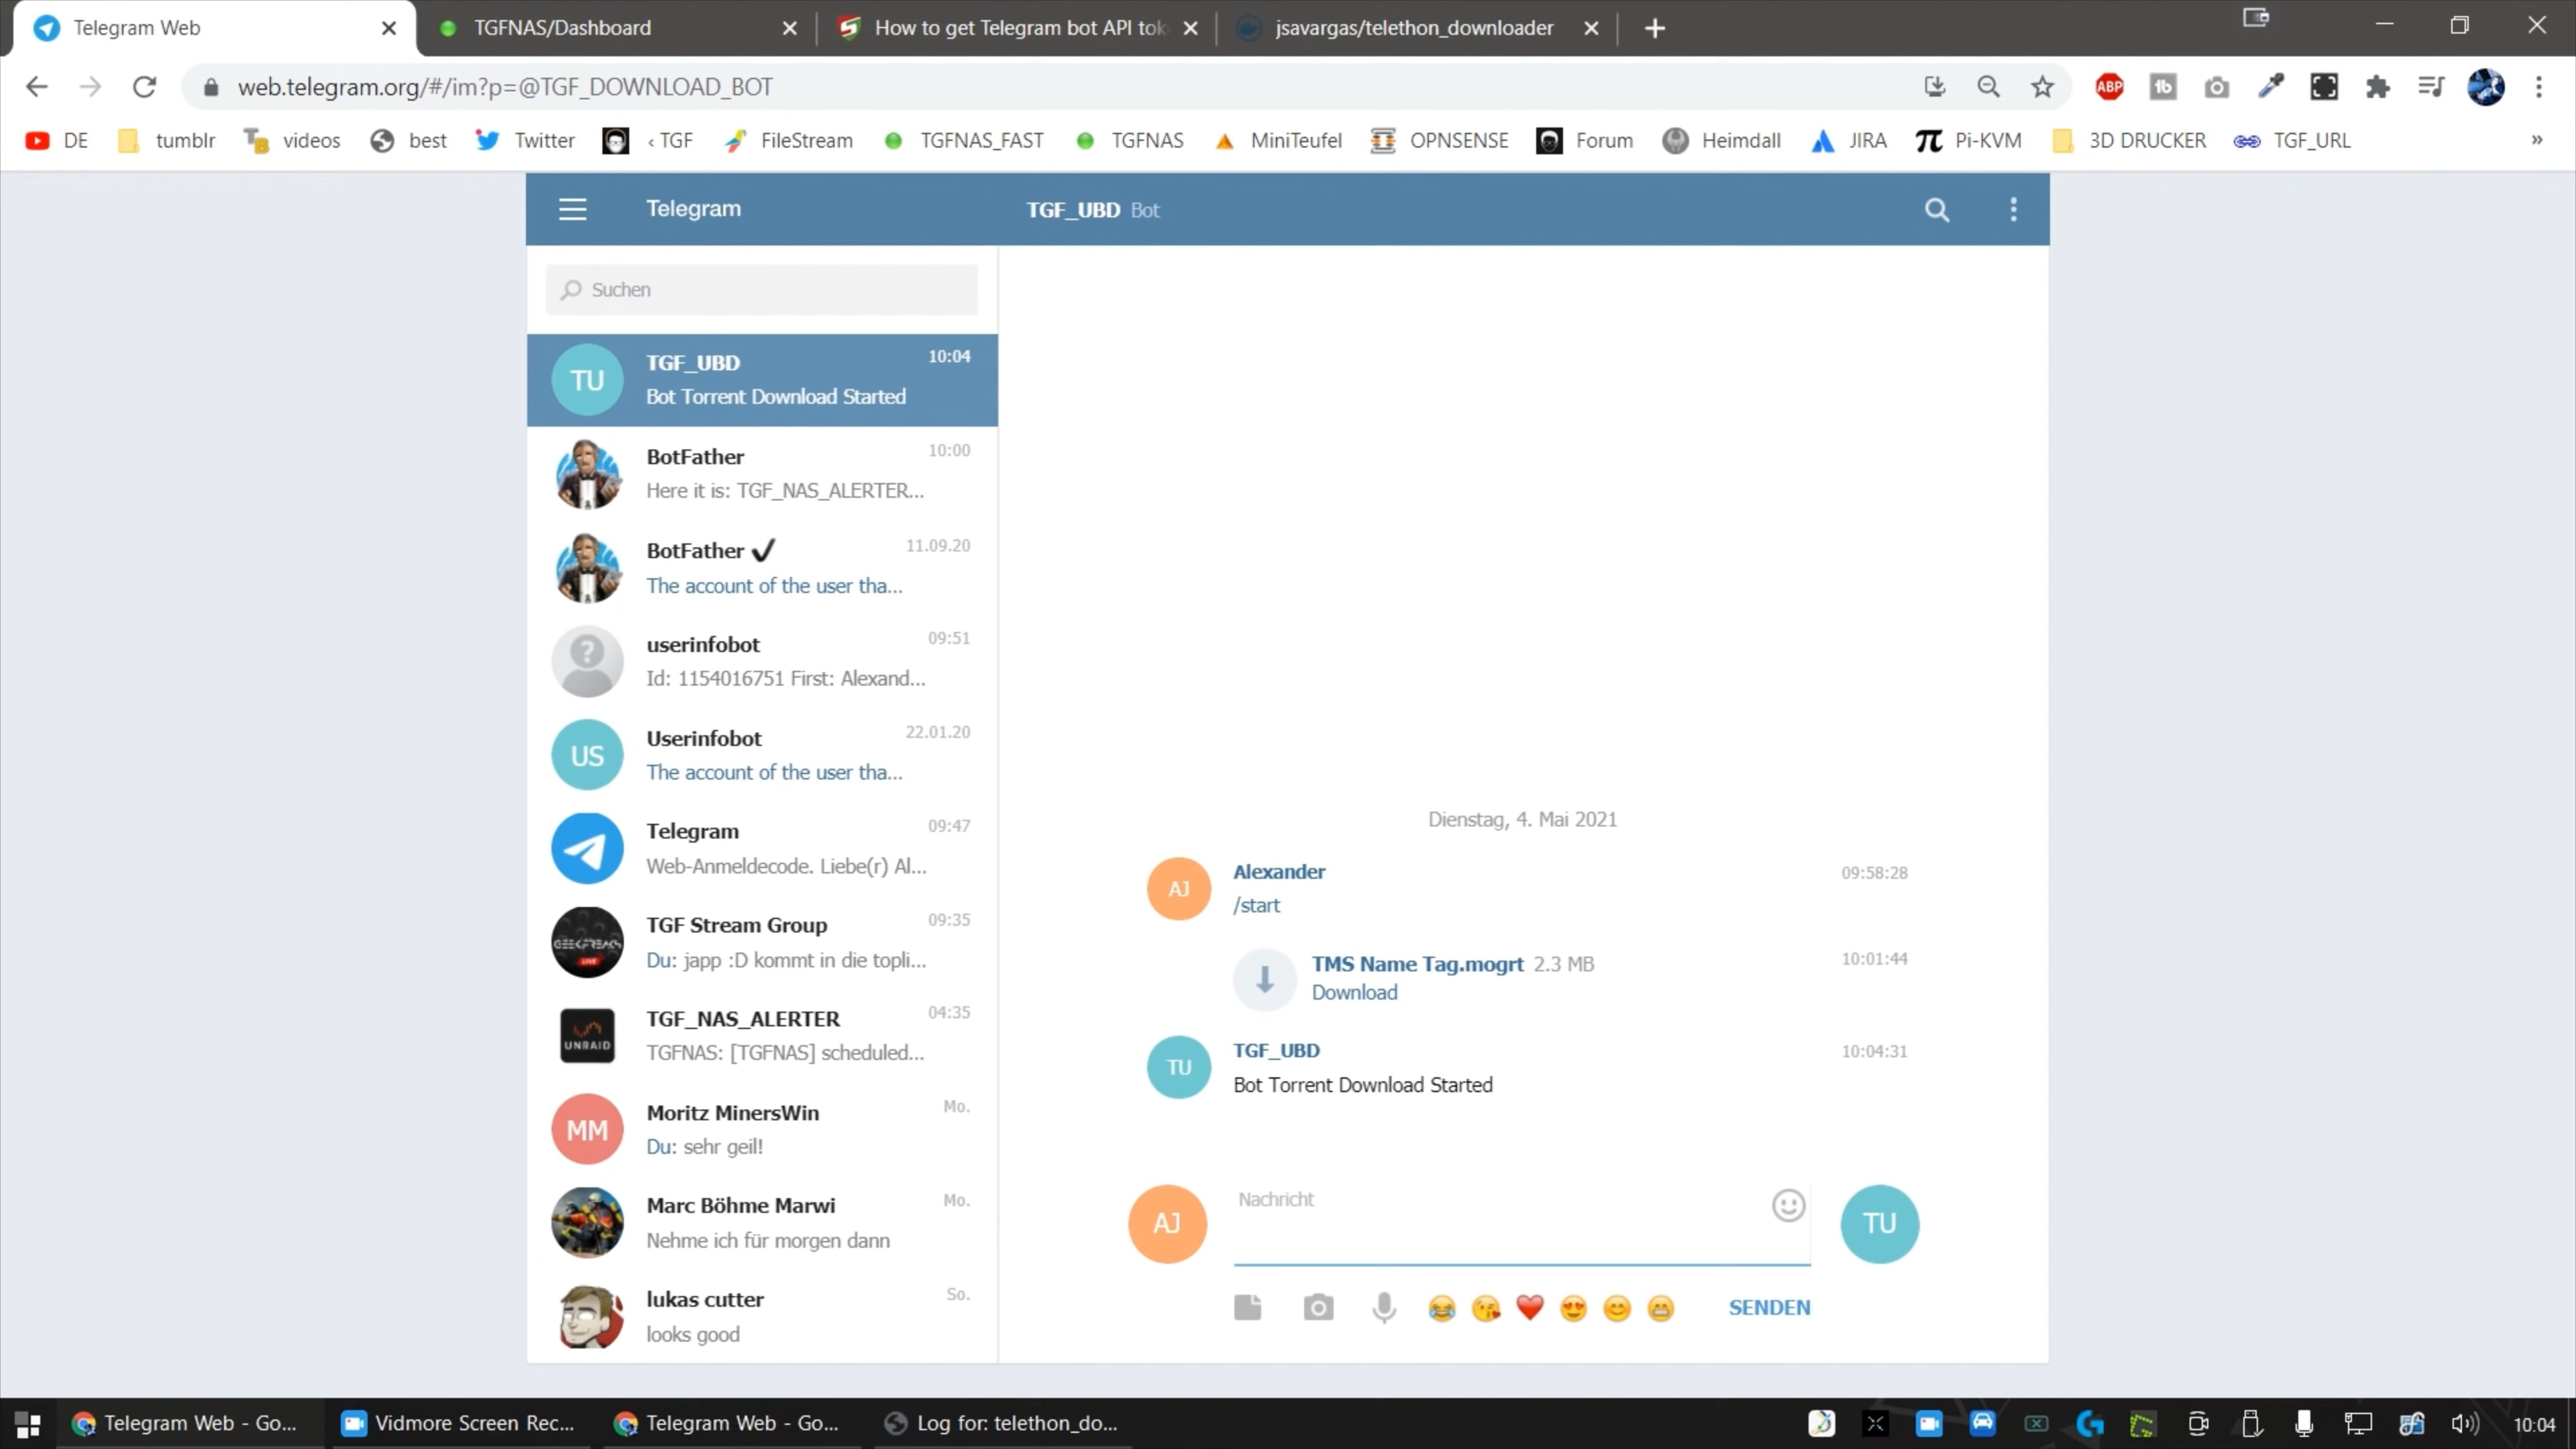 Telegram Web
TGFNAS/Dashboard
How to get Telegram bot API tok
jsavargas/telethon_downloader
web.telegram.org/#/im?p=@TGF_DOWNLOAD_BOT
ABP
DE
tumblr
videos
best
Twitter
‹ TGF
FileStream
TGFNAS_FAST
TGFNAS
MiniTeufel
OPNSENSE
Forum
Heimdall
JIRA
Pi-KVM
3D DRUCKER
TGF_URL
»
Telegram
TGF_UBD Bot
Suchen
TU
TGF_UBD 10:04
Bot Torrent Download Started
BotFather 10:00
Here it is: TGF_NAS_ALERTER...
BotFather ✓ 11.09.20
The account of the user tha...
userinfobot 09:51
Id: 1154016751 First: Alexand...
US
Userinfobot 22.01.20
The account of the user tha...
Telegram 09:47
Web-Anmeldecode. Liebe(r) Al...
GEEKFREAKS
LIVE
TGF Stream Group 09:35
Du: japp :D kommt in die topli...
UNRAID
TGF_NAS_ALERTER 04:35
TGFNAS: [TGFNAS] scheduled...
MM
Moritz MinersWin Mo.
Du: sehr geil!
Marc Böhme Marwi Mo.
Nehme ich für morgen dann
lukas cutter So.
looks good
Dienstag, 4. Mai 2021
AJ
Alexander 09:58:28
/start
TMS Name Tag.mogrt 2.3 MB 10:01:44
Download
TU
TGF_UBD 10:04:31
Bot Torrent Download Started
AJ
Nachricht
TU
SENDEN
Telegram Web - Go...
Vidmore Screen Rec...
Telegram Web - Go...
Log for: telethon_do...
10:04